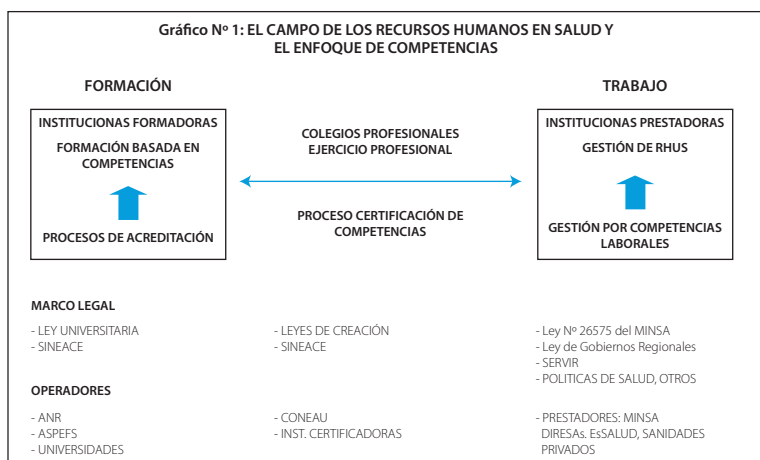 Gráfico Nº 1: EL CAMPO DE LOS RECURSOS HUMANOS EN SALUD Y
EL ENFOQUE DE COMPETENCIAS
FORMACIÓN
INSTITUCIONAS FORMADORAS
FORMACIÓN BASADA EN
COMPETENCIAS
PROCESOS DE ACREDITACIÓN
COLEGIOS PROFESIONALES
EJERCICIO PROFESIONAL
PROCESO CERTIFICACIÓN DE
COMPETENCIAS
TRABAJO
INSTITUCIONAS PRESTADORAS
GESTIÓN DE RHUS
GESTIÓN POR COMPETENCIAS
LABORALES
MARCO LEGAL
- LEY UNIVERSITARIA
- SINEACE
- LEYES DE CREACIÓN
- SINEACE
- Ley Nº 26575 del MINSA
- Ley de Gobiernos Regionales
- SERVIR
- POLITICAS DE SALUD, OTROS
OPERADORES
- ANR
- ASPEFS
- UNIVERSIDADES
- CONEAU
- INST. CERTIFICADORAS
- PRESTADORES: MINSA
DIRESAs. EsSALUD, SANIDADES
PRIVADOS